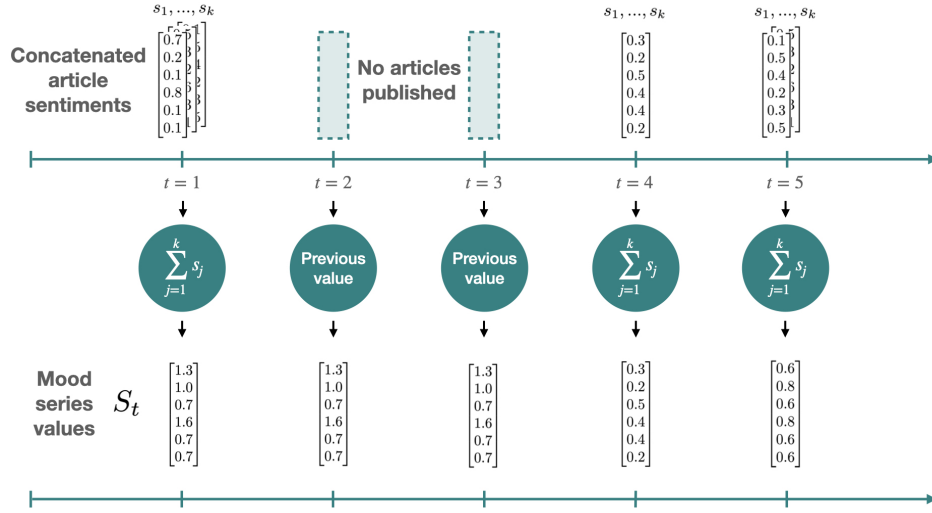 s₁, ..., sₖ
s₁, ..., sₖ
s₁, ..., sₖ
Concatenated
article
sentiments
0.7
0.2
0.1
0.8
0.1
0.1
No articles
published
0.3
0.2
0.5
0.4
0.4
0.2
0.1
0.5
0.4
0.2
0.3
0.5
t = 1
t = 2
t = 3
t = 4
t = 5
k
∑ sⱼ
j=1
Previous
value
Previous
value
k
∑ sⱼ
j=1
k
∑ sⱼ
j=1
Mood
series
values
Sₜ
1.3
1.0
0.7
1.6
0.7
0.7
1.3
1.0
0.7
1.6
0.7
0.7
1.3
1.0
0.7
1.6
0.7
0.7
0.3
0.2
0.5
0.4
0.4
0.2
0.6
0.8
0.6
0.8
0.6
0.6